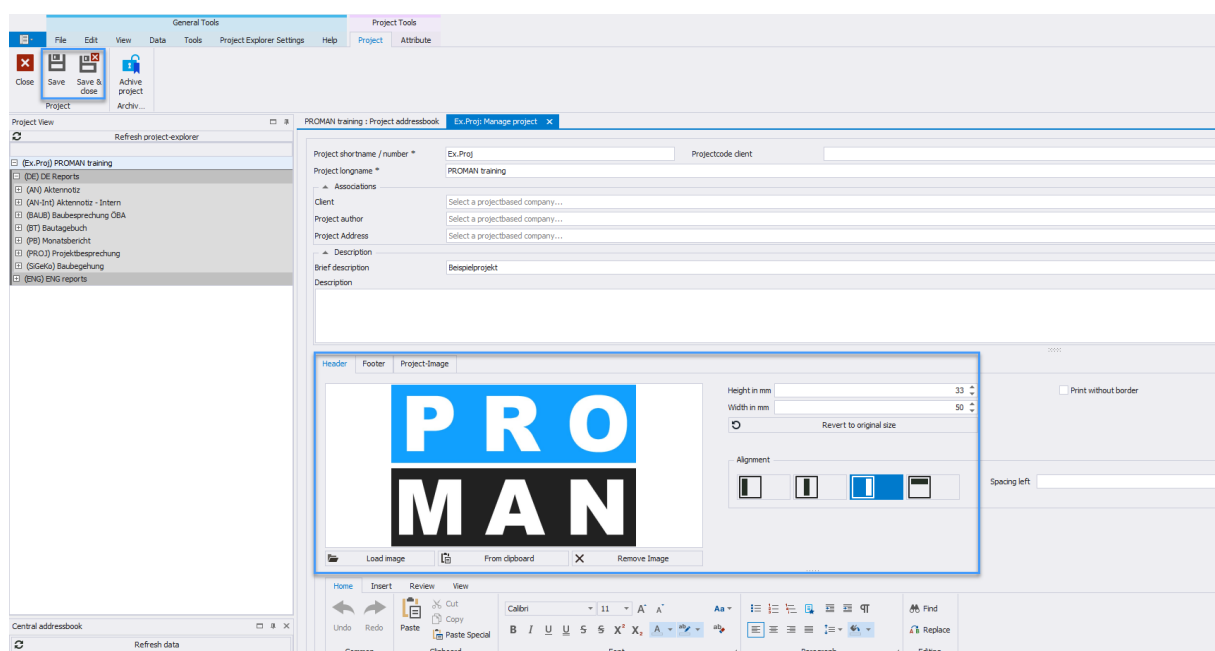 General Tools Project Tools
File Edit View Data Tools Project Explorer Settings Help Project Attribute
Close Save Save & close Achive project
Project Archiv...
Project View
Refresh project-explorer
(Ex.Proj) PROMAN training
(DE) DE Reports
(AN) Aktennotiz
(AN-Int) Aktennotiz - Intern
(BAUB) Baubesprechung ÖBA
(BT) Bautagebuch
(PB) Monatsbericht
(PROJ) Projektbesprechung
(SiGeKo) Baubegehung
(ENG) ENG reports
Central addressbook
Refresh data
PROMAN training : Project addressbook Ex.Proj: Manage project
Project shortname / number * Ex.Proj Projectcode client
Project longname * PROMAN training
Associations
Client Select a projectbased company...
Project author Select a projectbased company...
Project Address Select a projectbased company...
Description
Brief description Beispielprojekt
Description
Header Footer Project-Image
PRO
MAN
Load image From clipboard Remove Image
Height in mm 33 Print without border
Width in mm 50
Revert to original size
Alignment
Spacing left
Home Insert Review View
Undo Redo Paste Cut Copy Paste Special
Calibri 11 A A Aa
B I U U S S X² X₂ A ab ab
Find
Replace